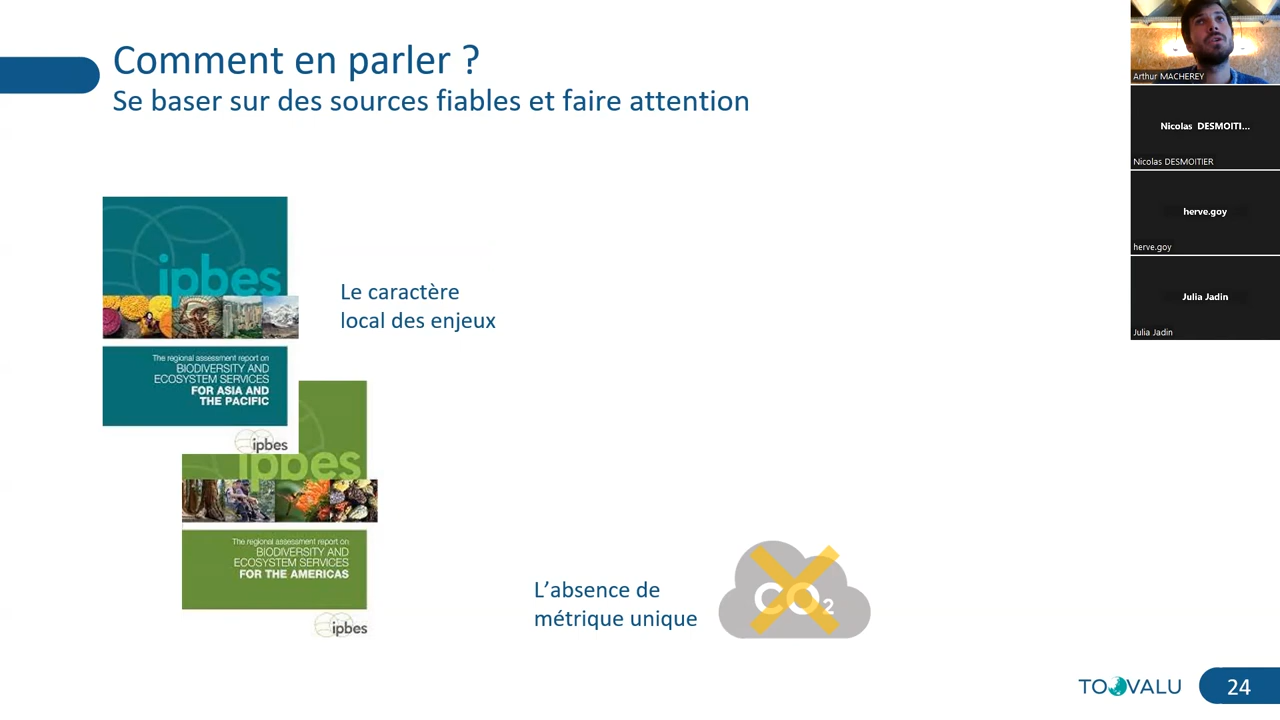 Comment en parler ?
Se baser sur des sources fiables et faire attention
ipbes
The regional assessment report on
BIODIVERSITY AND
ECOSYSTEM SERVICES
FOR ASIA AND
THE PACIFIC
ipbes
Le caractère
local des enjeux
ipbes
The regional assessment report on
BIODIVERSITY AND
ECOSYSTEM SERVICES
FOR THE AMERICAS
ipbes
L’absence de
métrique unique
CO2
TOOVALU
24
Arthur MACHEREY
Nicolas DESMOITI...
Nicolas DESMOITIER
herve.goy
herve.goy
Julia Jadin
Julia Jadin